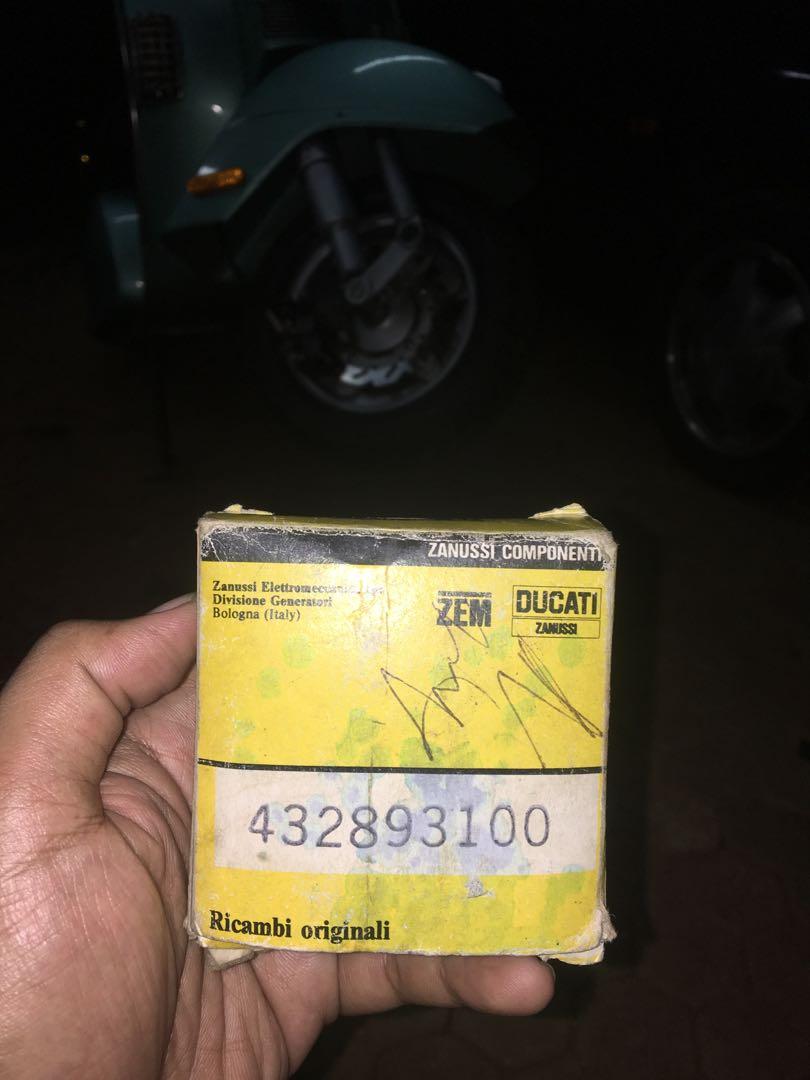 ZANUSSI COMPONENTI
Zanussi Elettromeccanica
Divisione Generatori
Bologna (Italy)
ZEM
DUCATI
ZANUSSI
432893100
Ricambi originali